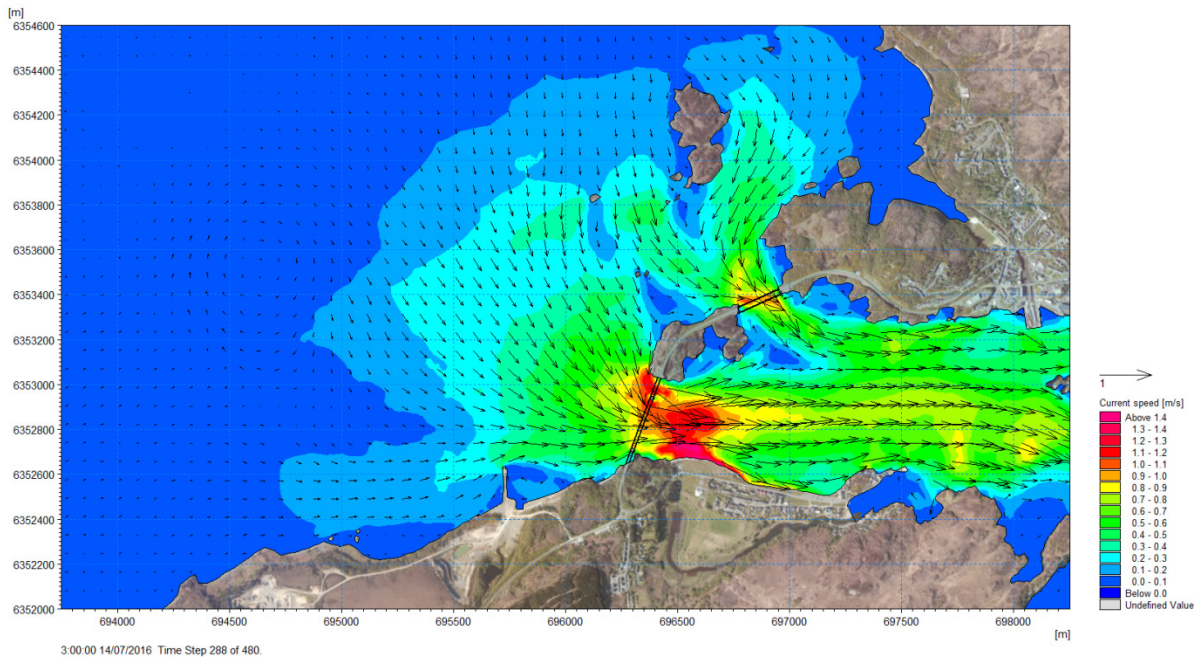 [m]
6354600
6354400
6354200
6354000
6353800
6353600
6353400
6353200
6353000
6352800
6352600
6352400
6352200
6352000
694000 694500 695000 695500 696000 696500 697000 697500 698000
[m]
1
Current speed [m/s]
Above 1.4
1.3 - 1.4
1.2 - 1.3
1.1 - 1.2
1.0 - 1.1
0.9 - 1.0
0.8 - 0.9
0.7 - 0.8
0.6 - 0.7
0.5 - 0.6
0.4 - 0.5
0.3 - 0.4
0.2 - 0.3
0.1 - 0.2
0.0 - 0.1
Below 0.0
Undefined Value
3:00:00 14/07/2016 Time Step 288 of 480.